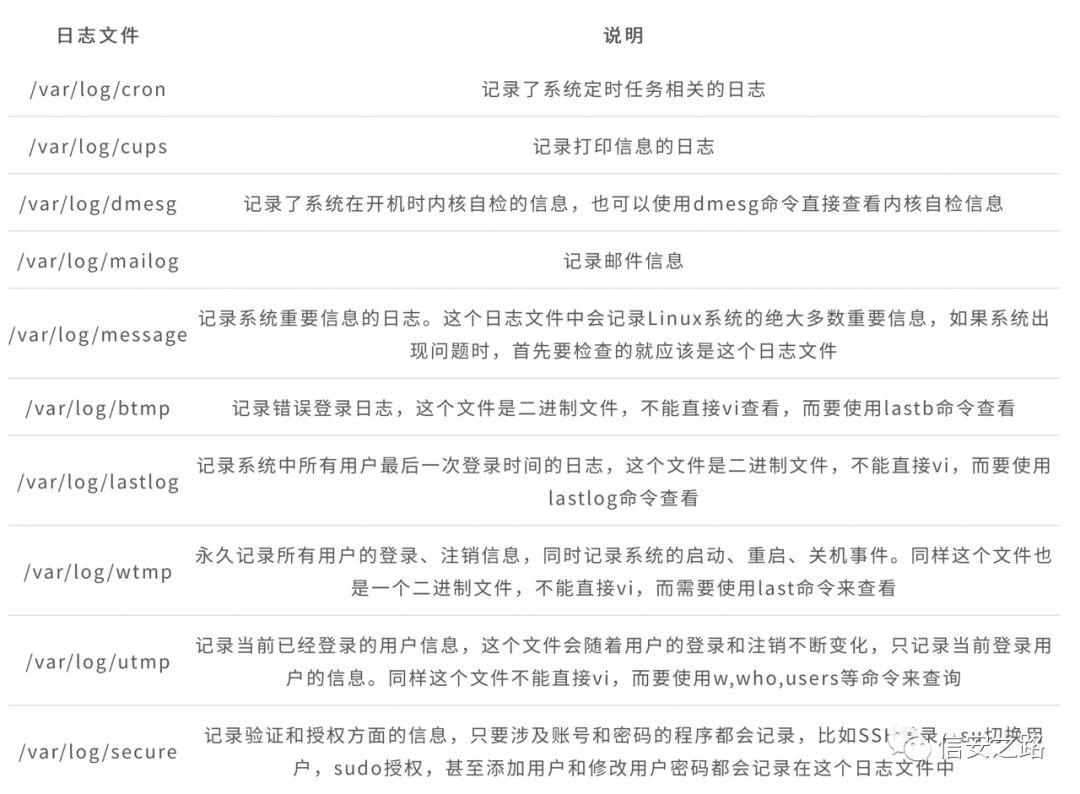 日志文件 说明
/var/log/cron 记录了系统定时任务相关的日志
/var/log/cups 记录打印信息的日志
/var/log/dmesg 记录了系统在开机时内核自检的信息，也可以使用dmesg命令直接查看内核自检信息
/var/log/mailog 记录邮件信息
/var/log/message 记录系统重要信息的日志。这个日志文件中会记录Linux系统的绝大多数重要信息，如果系统出
现问题时，首先要检查的就应该是这个日志文件
/var/log/btmp 记录错误登录日志，这个文件是二进制文件，不能直接vi查看，而要使用lastb命令查看
/var/log/lastlog 记录系统中所有用户最后一次登录时间的日志，这个文件是二进制文件，不能直接vi，而要使用
lastlog命令查看
/var/log/wtmp 永久记录所有用户的登录、注销信息，同时记录系统的启动、重启、关机事件。同样这个文件也
是一个二进制文件，不能直接vi，而需要使用last命令来查看
/var/log/utmp 记录当前已经登录的用户信息，这个文件会随着用户的登录和注销不断变化，只记录当前登录用
户的信息。同样这个文件不能直接vi，而要使用w,who,users等命令来查询
/var/log/secure 记录验证和授权方面的信息，只要涉及账号和密码的程序都会记录，比如SSH登录，su切换用
户，sudo授权，甚至添加用户和修改用户密码都会记录在这个日志文件中
信安之路